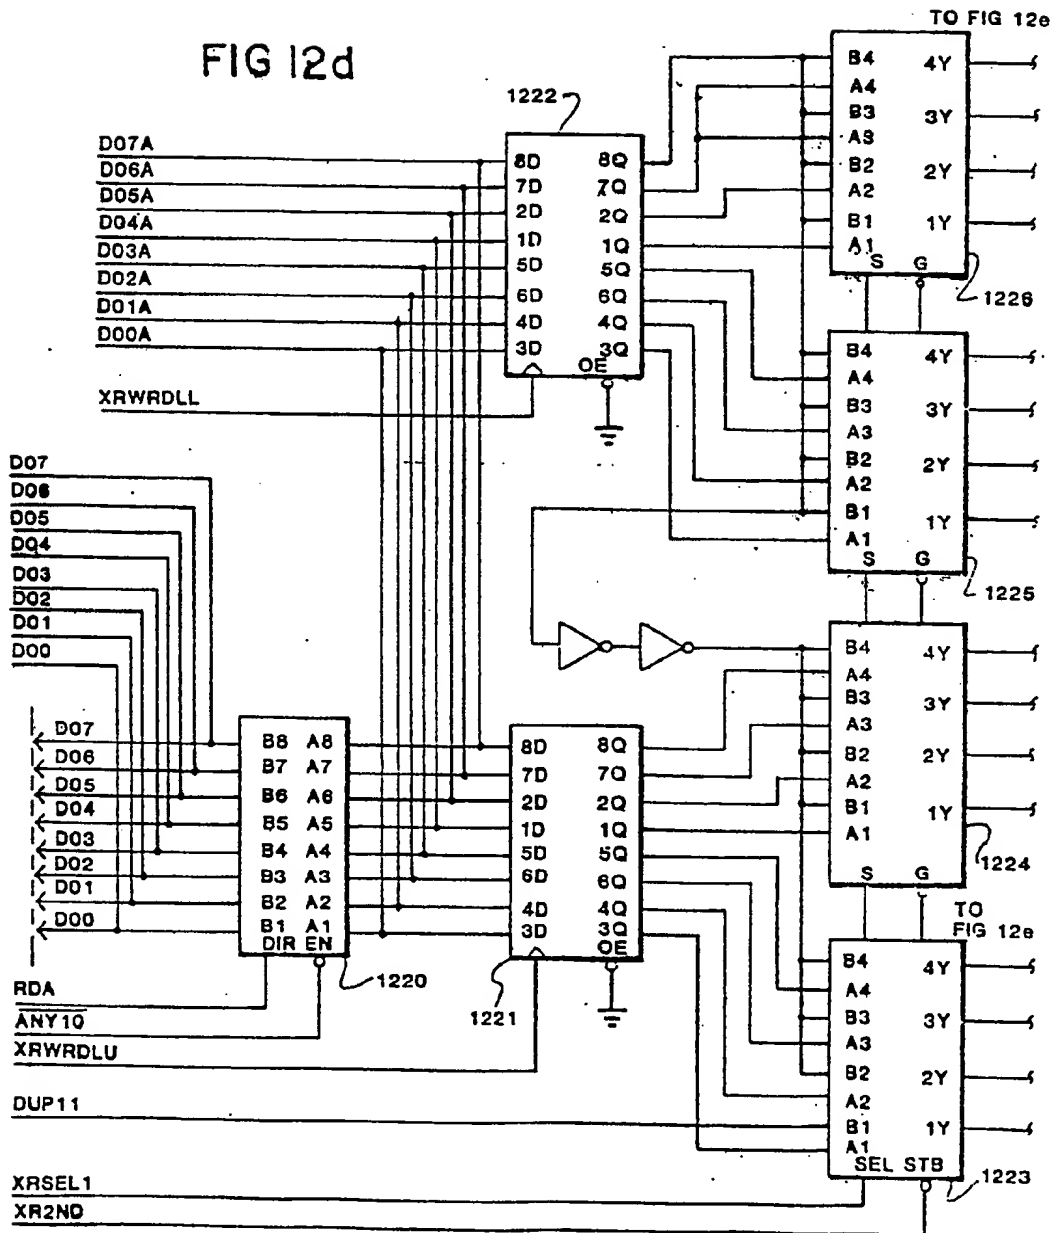 TO FIG 12e
FIG 12d
1222
D07A
D06A
D05A
D04A
D03A
D02A
D01A
D00A
XRWRDLL
8D 8Q
7D 7Q
2D 2Q
1D 1Q
5D 5Q
6D 6Q
4D 4Q
3D 3Q
OE
B4 4Y
A4
B3 3Y
A3
B2 2Y
A2
B1 1Y
A1
S G
1226
B4 4Y
A4
B3 3Y
A3
B2 2Y
A2
B1 1Y
A1
S G
1225
D07
D06
D05
D04
D03
D02
D01
D00
B4 4Y
A4
B3 3Y
A3
B2 2Y
A2
B1 1Y
A1
S G
1224
D07
D06
D05
D04
D03
D02
D01
D00
B8 A8
B7 A7
B6 A6
B5 A5
B4 A4
B3 A3
B2 A2
B1 A1
DIR EN
1220
8D 8Q
7D 7Q
2D 2Q
1D 1Q
5D 5Q
6D 6Q
4D 4Q
3D 3Q
OE
1221
TO
FIG 12e
B4 4Y
A4
B3 3Y
A3
B2 2Y
A2
B1 1Y
A1
SEL STB
1223
RDA
ANY1Q
XRWRDLU
DUP11
XRSEL1
XR2ND